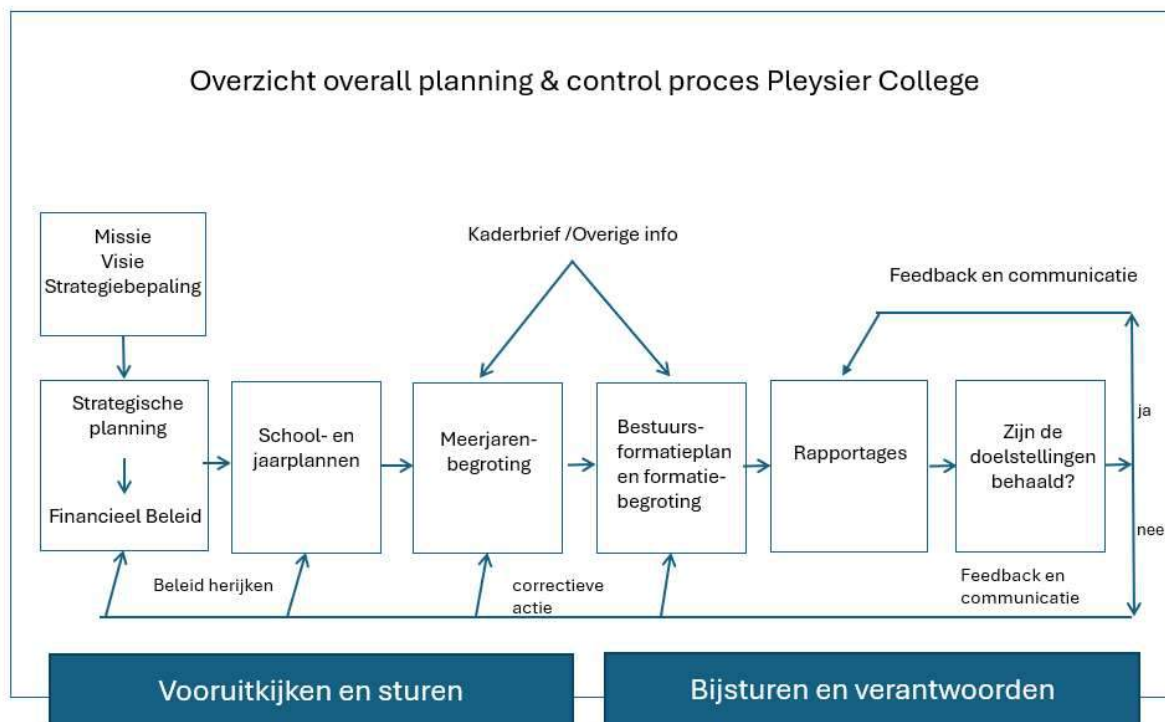 Overzicht overall planning & control proces Pleysier College
Missie
Visie
Strategiebepaling
Kaderbrief /Overige info
Feedback en communicatie
Strategische
planning
Financieel Beleid
School- en
jaarplannen
Meerjaren-
begroting
Bestuurs-
formatieplan
en formatie-
begroting
Rapportages
Zijn de
doelstellingen
behaald?
ja
nee
Beleid herijken
correctieve
actie
Feedback en
communicatie
Vooruitkijken en sturen
Bijsturen en verantwoorden